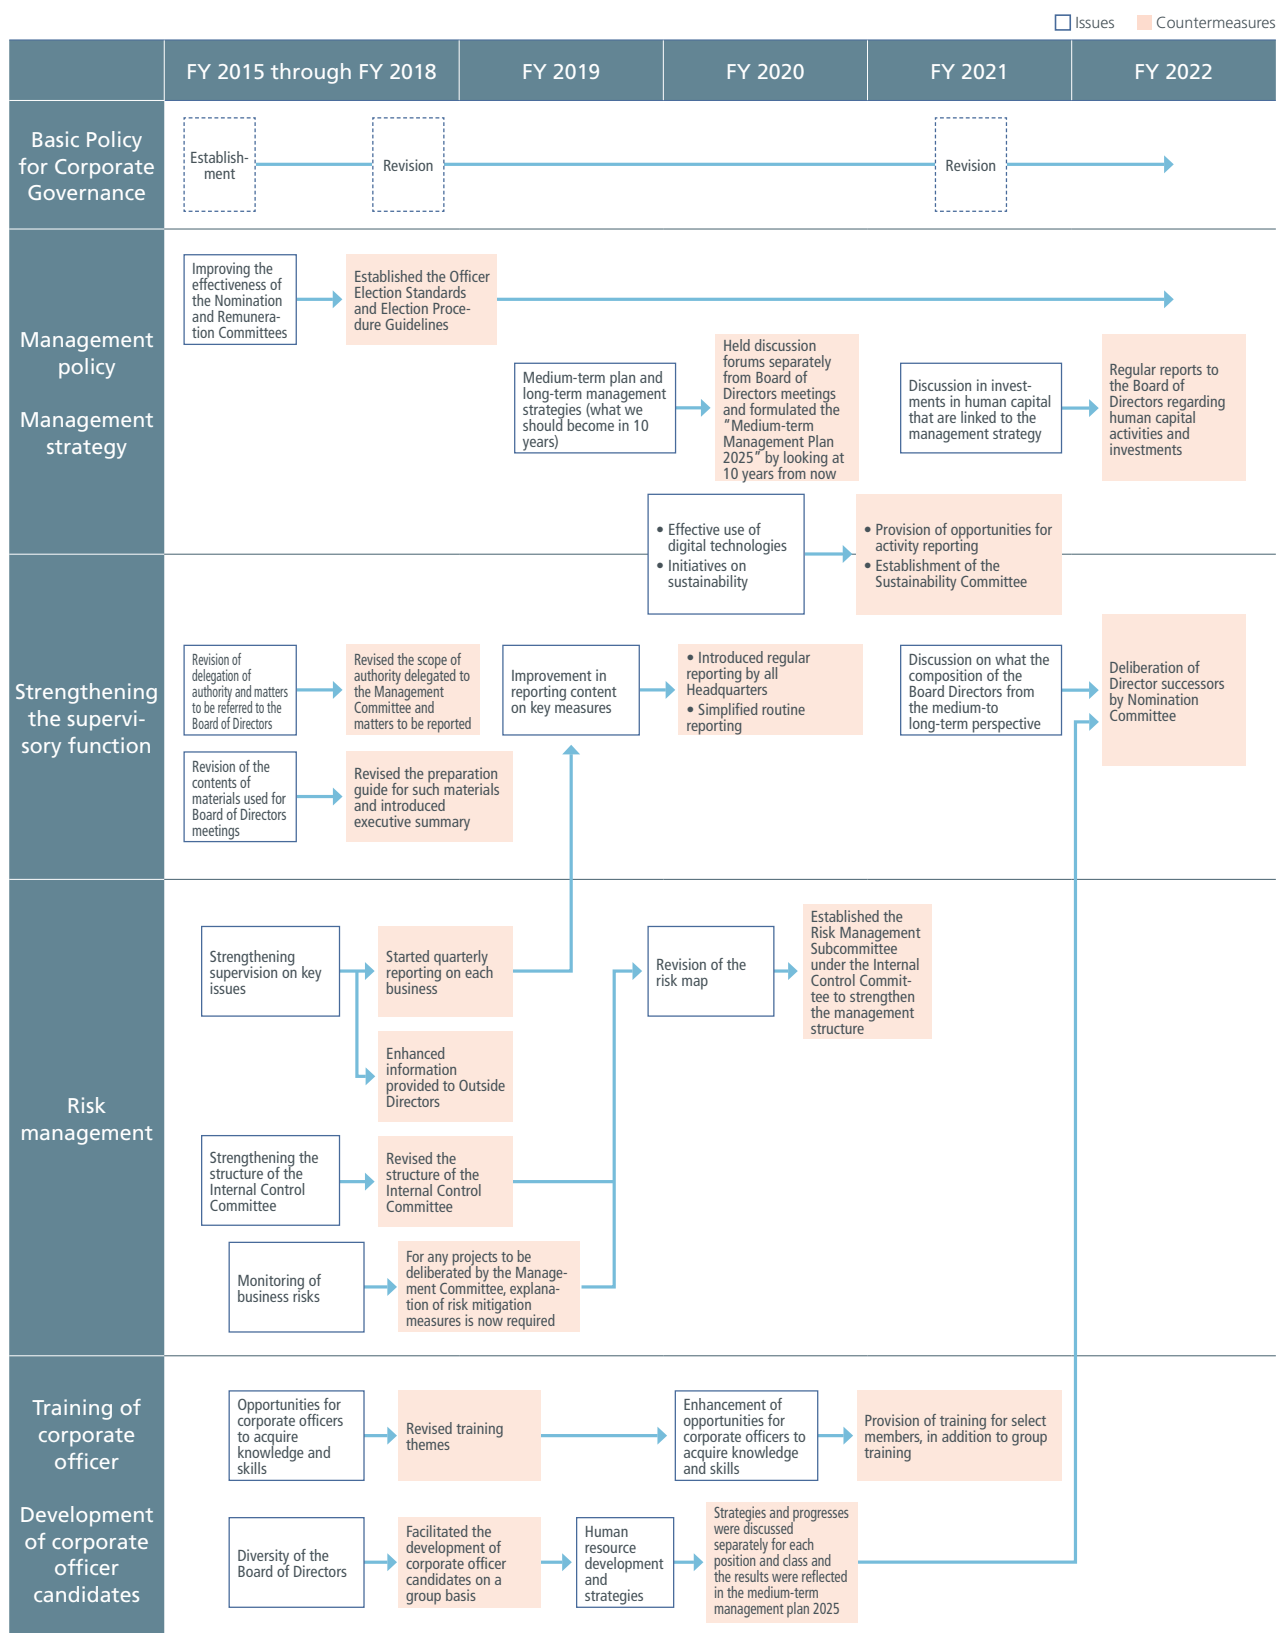 Issues
Countermeasures
FY 2015 through FY 2018
FY 2019
FY 2020
FY 2021
FY 2022
Basic Policy
for Corporate
Governance
Establish-
ment
Revision
Revision
Management
policy
Management
strategy
Improving the
effectiveness of
the Nomination
and Remunera-
tion Committees
Established the Officer
Election Standards
and Election Proce-
dure Guidelines
Medium-term plan and
long-term management
strategies (what we
should become in 10
years)
Held discussion
forums separately
from Board of
Directors meetings
and formulated the
“Medium-term
Management Plan
2025” by looking at
10 years from now
Discussion in invest-
ments in human capital
that are linked to the
management strategy
Regular reports to
the Board of
Directors regarding
human capital
activities and
investments
• Effective use of
digital technologies
• Initiatives on
sustainability
• Provision of opportunities for
activity reporting
• Establishment of the
Sustainability Committee
Strengthening
the supervi-
sory function
Revision of
delegation of
authority and matters
to be referred to the
Board of Directors
Revised the scope of
authority delegated to
the Management
Committee and
matters to be reported
Improvement in
reporting content
on key measures
• Introduced regular
reporting by all
Headquarters
• Simplified routine
reporting
Discussion on what the
composition of the
Board Directors from
the medium-to
long-term perspective
Deliberation of
Director successors
by Nomination
Committee
Revision of the
contents of
materials used for
Board of Directors
meetings
Revised the preparation
guide for such materials
and introduced
executive summary
Risk
management
Strengthening
supervision on key
issues
Started quarterly
reporting on each
business
Revision of the
risk map
Established the
Risk Management
Subcommittee
under the Internal
Control Commit-
tee to strengthen
the management
structure
Enhanced
information
provided to Outside
Directors
Strengthening the
structure of the
Internal Control
Committee
Revised the
structure of the
Internal Control
Committee
Monitoring of
business risks
For any projects to be
deliberated by the Manage-
ment Committee, explana-
tion of risk mitigation
measures is now required
Training of
corporate
officer
Development
of corporate
officer
candidates
Opportunities for
corporate officers
to acquire
knowledge and
skills
Revised training
themes
Enhancement of
opportunities for
corporate officers to
acquire knowledge
and skills
Provision of training for select
members, in addition to group
training
Diversity of the
Board of Directors
Facilitated the
development of
corporate officer
candidates on a
group basis
Human
resource
development
and
strategies
Strategies and progresses
were discussed
separately for each
position and class and
the results were reflected
in the medium-term
management plan 2025